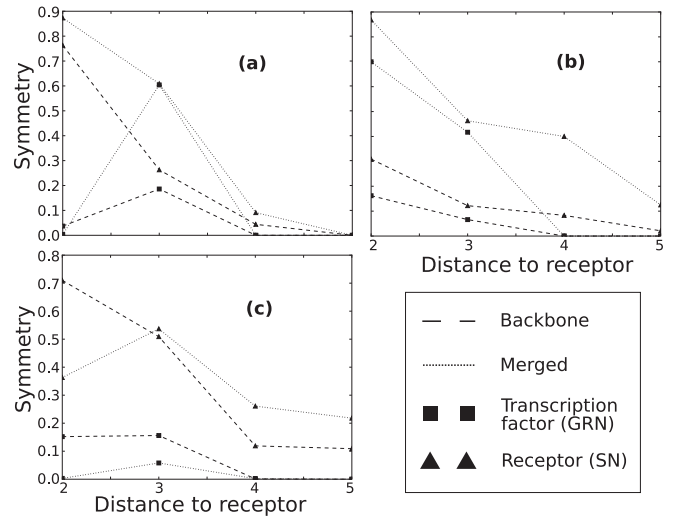 0.9
0.8
0.7
0.6
0.5
0.4
0.3
0.2
0.1
0.0
Symmetry
(a)
(b)
2 3 4 5
Distance to receptor
0.8
0.7
0.6
0.5
0.4
0.3
0.2
0.1
0.0
Symmetry
(c)
2 3 4 5
Distance to receptor
Backbone
Merged
Transcription
factor (GRN)
Receptor (SN)